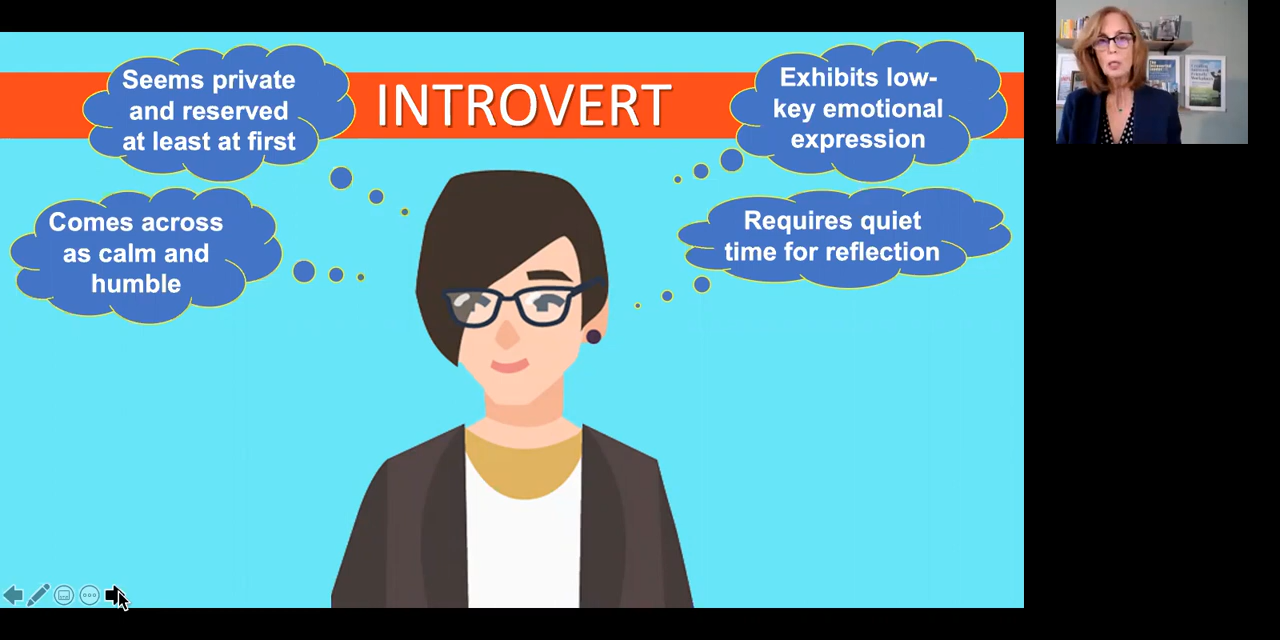 INTROVERT
Seems private
and reserved
at least at first
Exhibits low-
key emotional
expression
Comes across
as calm and
humble
Requires quiet
time for reflection